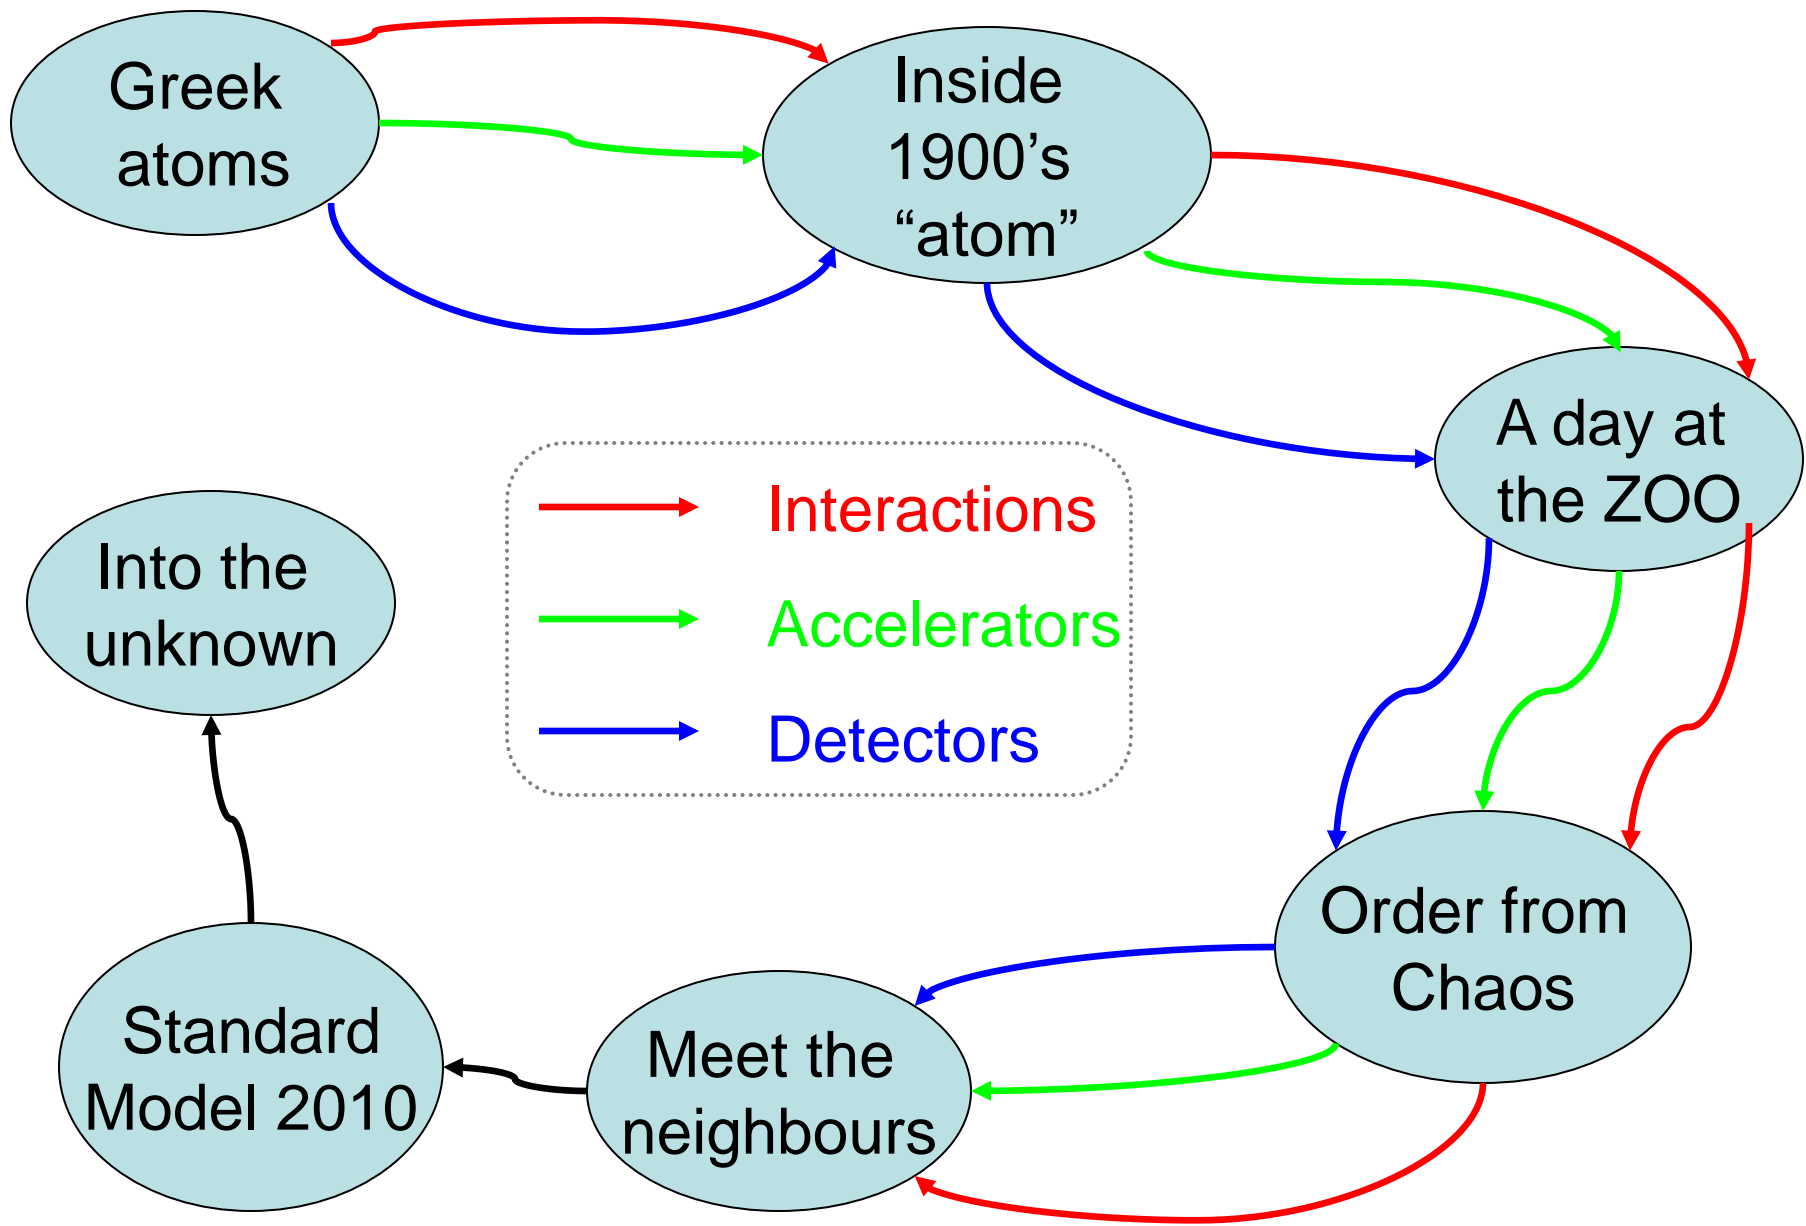 Greek
atoms
Inside
1900’s
“atom”
A day at
the ZOO
Interactions
Accelerators
Detectors
Into the
unknown
Order from
Chaos
Meet the
neighbours
Standard
Model 2010